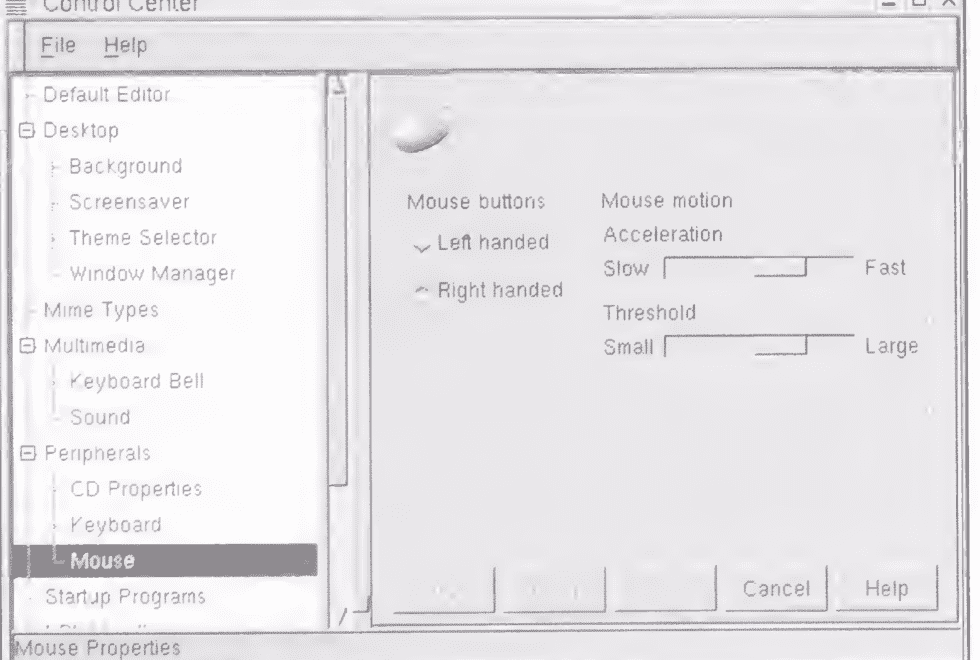 Control Center
File Help
Default Editor
Desktop
Background
Screensaver
Theme Selector
Window Manager
Mime Types
Multimedia
Keyboard Bell
Sound
Peripherals
CD Properties
Keyboard
Mouse
Startup Programs
Mouse buttons
Left handed
Right handed
Mouse motion
Acceleration
Slow Fast
Threshold
Small Large
Cancel Help
Mouse Properties